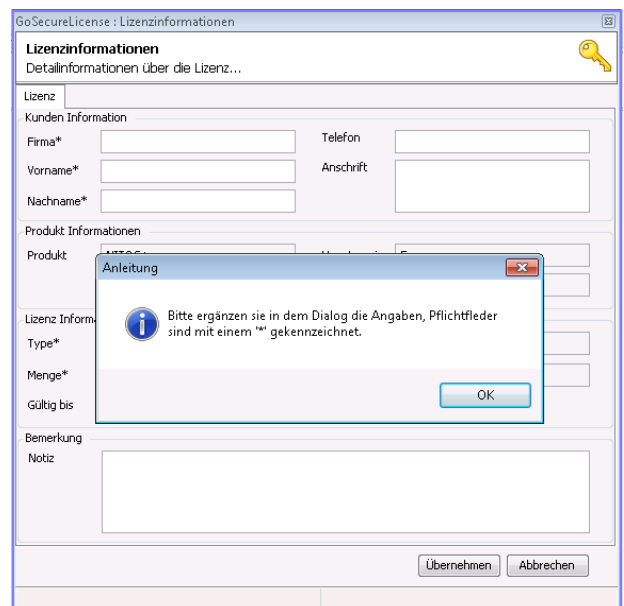 GoSecureLicense : Lizenzinformationen
Lizenzinformationen
Detailinformationen über die Lizenz...
Lizenz
Kunden Information
Firma*
Telefon
Vorname*
Anschrift
Nachname*
Produkt Informationen
Produkt
Anleitung
Bitte ergänzen sie in dem Dialog die Angaben, Pflichtfleder
sind mit einem '*' gekennzeichnet.
OK
Lizenz
Type*
Menge*
Gültig bis
Bemerkung
Notiz
Übernehmen
Abbrechen